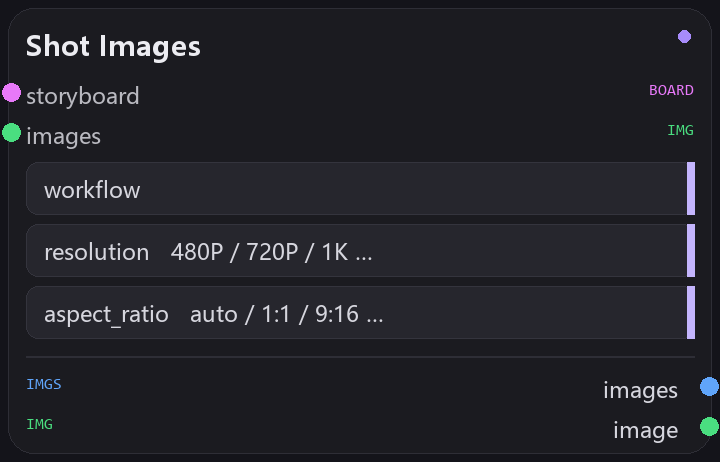 Shot Images
storyboard BOARD
images IMG
workflow
resolution 480P / 720P / 1K ...
aspect_ratio auto / 1:1 / 9:16 ...
IMGS images
IMG image